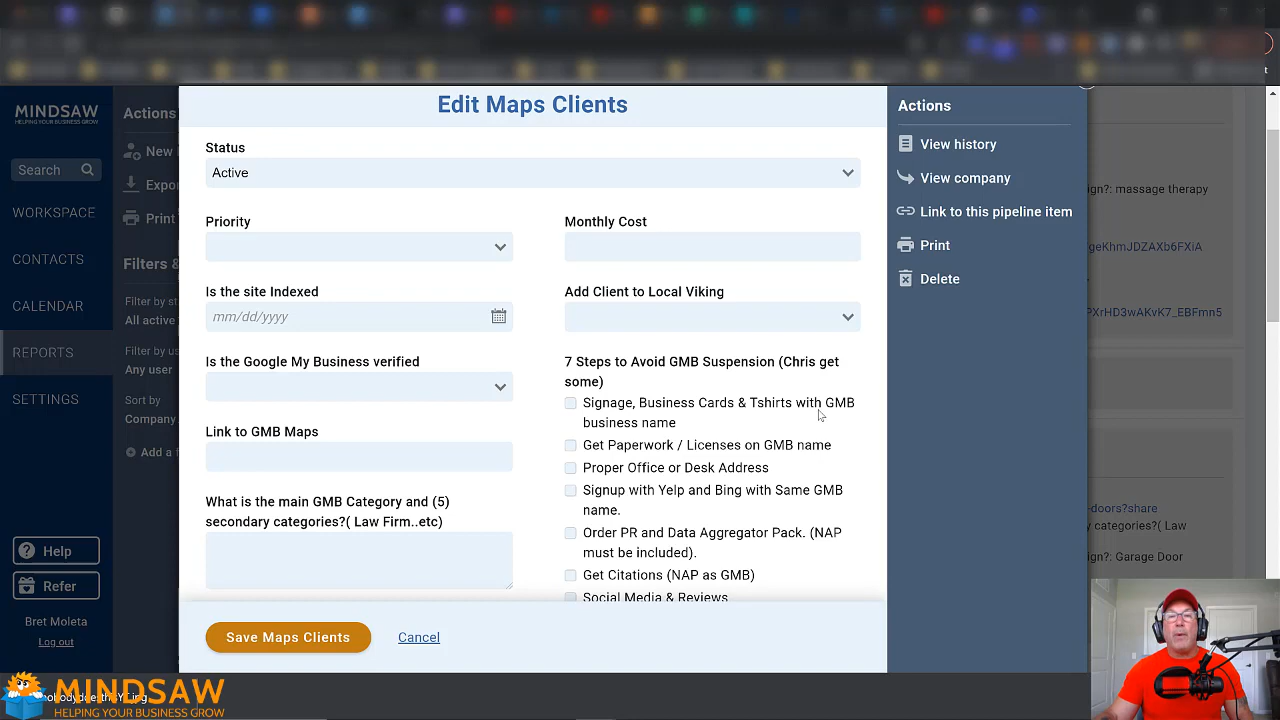 MINDSAW
HELPING YOUR BUSINESS GROW
Search
WORKSPACE
CONTACTS
CALENDAR
REPORTS
SETTINGS
Help
Refer
Bret Moleta
Log out
Actions
New
Expor
Print
Filters &
Filter by st
All active
Filter by us
Any user
Sort by
Company
Add a f
Edit Maps Clients
Status
Active
Priority
Monthly Cost
Is the site Indexed
mm/dd/yyyy
Add Client to Local Viking
Is the Google My Business verified
7 Steps to Avoid GMB Suspension (Chris get
some)
Signage, Business Cards & Tshirts with GMB
business name
Get Paperwork / Licenses on GMB name
Proper Office or Desk Address
Signup with Yelp and Bing with Same GMB
name.
Order PR and Data Aggregator Pack. (NAP
must be included).
Get Citations (NAP as GMB)
Social Media & Reviews
Link to GMB Maps
What is the main GMB Category and (5)
secondary categories?( Law Firm..etc)
Save Maps Clients
Cancel
Actions
View history
View company
Link to this pipeline item
Print
Delete
ign?: massage therapy
geKhmJDZAXb6FXiA
PXrHD3wAKvK7_EBFmn5
-doors?share
y categories?( Law
ign?: Garage Door
MINDSAW
HELPING YOUR BUSINESS GROW